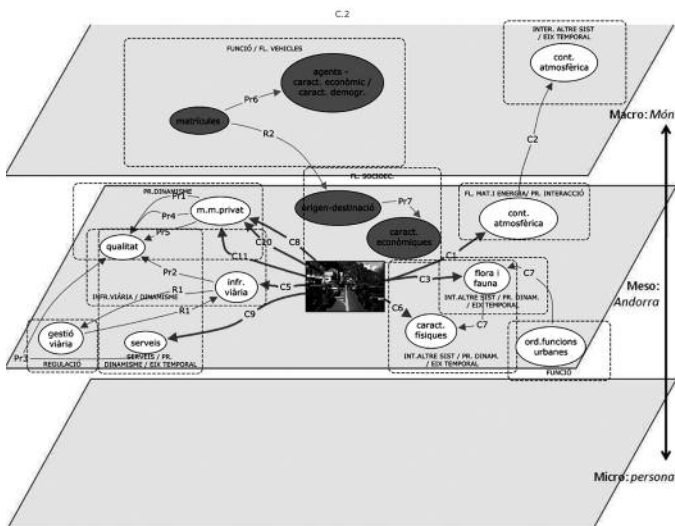 C.2
INTER. ALTRE SIST
/ EIX TEMPORAL
FUNCIÓ / FL. VEHICLES
cont.
atmosfèrica
agents -
caract. econòmic /
caract. demogr.
Pr6
matrícules
Macro: Món
R2
C2
FL. SOCIOEC.
PR.DINAMISME
FL. MAT.I ENERGIA/ PR. INTERACCIÓ
Pr1
m.m.privat
origen-destinació
Pr7
cont.
atmosfèrica
Pr4
Pr5
C10
C8
caract.
econòmiques
qualitat
C11
C1
Pr2
infr.
viària
C5
C3
flora i
fauna
C7
Meso:
Andorra
INFR.VIÀRIA / DINAMISME
R1
INT.ALTRE SIST / PR. DINAM.
/ EIX TEMPORAL
C6
gestió
viària
R1
C9
caract.
físiques
C7
serveis
ord.funcions
urbanes
Pr3
REGULACIÓ
SERVEIS / PR.
DINAMISME / EIX TEMPORAL
INT.ALTRE SIST / PR. DINAM.
/ EIX TEMPORAL
FUNCIÓ
Micro: persona